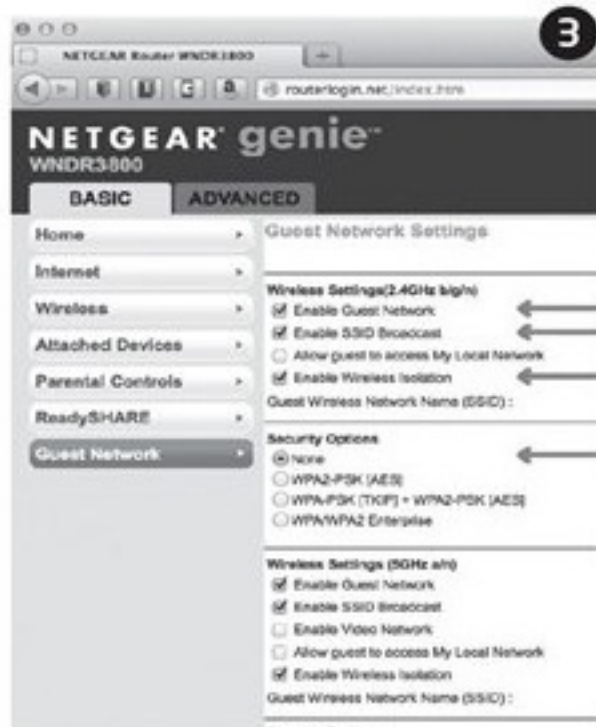 3
NETGEAR Router WNDR3800
routerlogin.net/index.htm
NETGEAR® genie™
WNDR3800
BASIC ADVANCED
Home
Internet
Wireless
Attached Devices
Parental Controls
ReadySHARE
Guest Network
Guest Network Settings
Wireless Settings(2.4GHz b/g/n)
Enable Guest Network
Enable SSID Broadcast
Allow guest to access My Local Network
Enable Wireless Isolation
Guest Wireless Network Name (SSID) :
Security Options
None
WPA2-PSK [AES]
WPA-PSK [TKIP] + WPA2-PSK [AES]
WPA/WPA2 Enterprise
Wireless Settings (5GHz a/n)
Enable Guest Network
Enable SSID Broadcast
Enable Video Network
Allow guest to access My Local Network
Enable Wireless Isolation
Guest Wireless Network Name (SSID) :